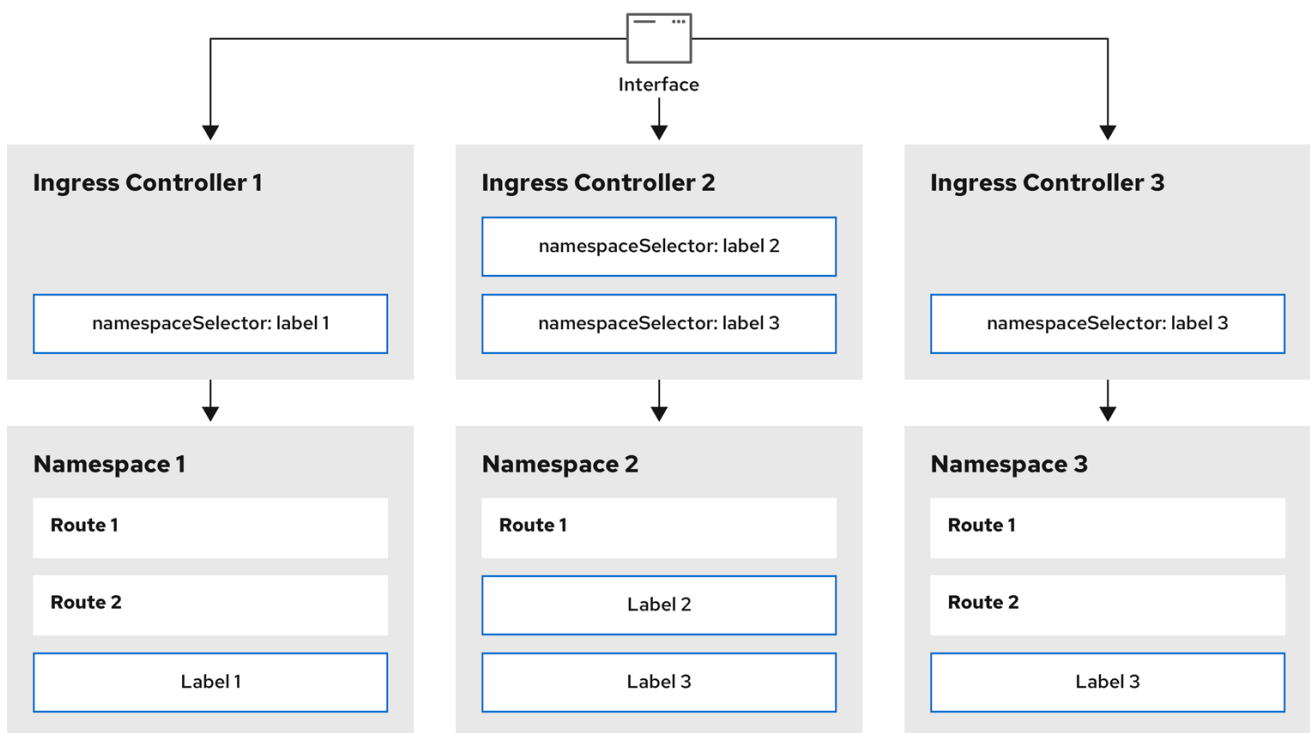 Interface
Ingress Controller 1
namespaceSelector: label 1
Ingress Controller 2
namespaceSelector: label 2
namespaceSelector: label 3
Ingress Controller 3
namespaceSelector: label 3
Namespace 1
Route 1
Route 2
Label 1
Namespace 2
Route 1
Label 2
Label 3
Namespace 3
Route 1
Route 2
Label 3